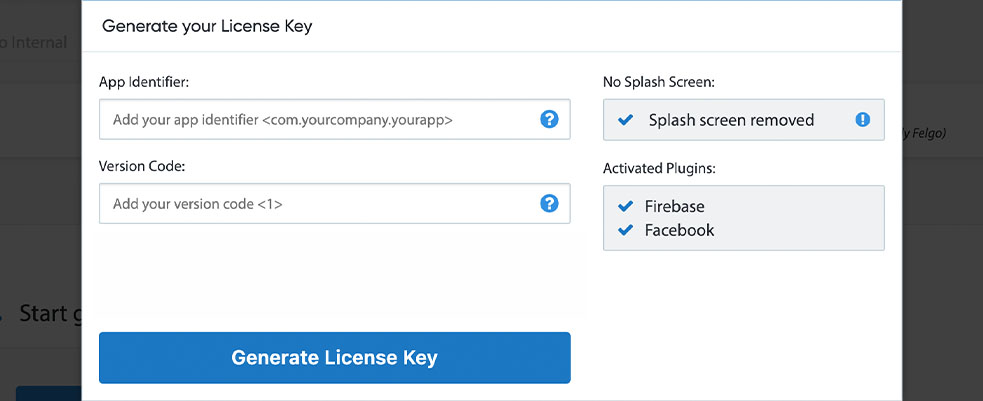 Generate your License Key
o Internal
App Identifier:
Add your app identifier <com.yourcompany.yourapp>
No Splash Screen:
Splash screen removed
y Felgo)
Version Code:
Add your version code <1>
Activated Plugins:
Firebase
Facebook
Start g
Generate License Key